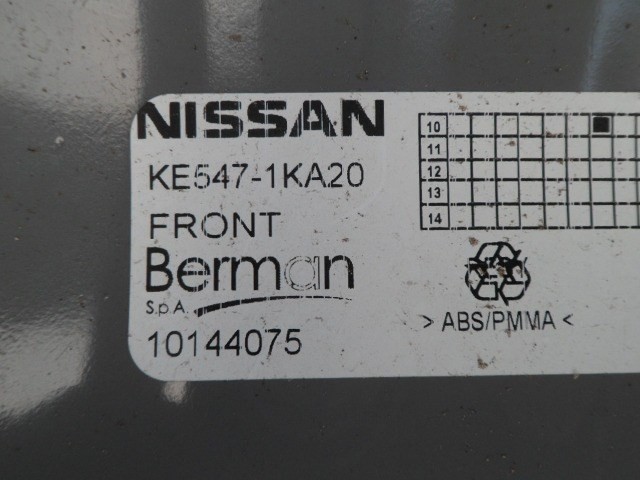 NISSAN
KE547-1KA20
FRONT
Berman
S.p.A.
10144075
10
11
12
13
14
> ABS/PMMA <